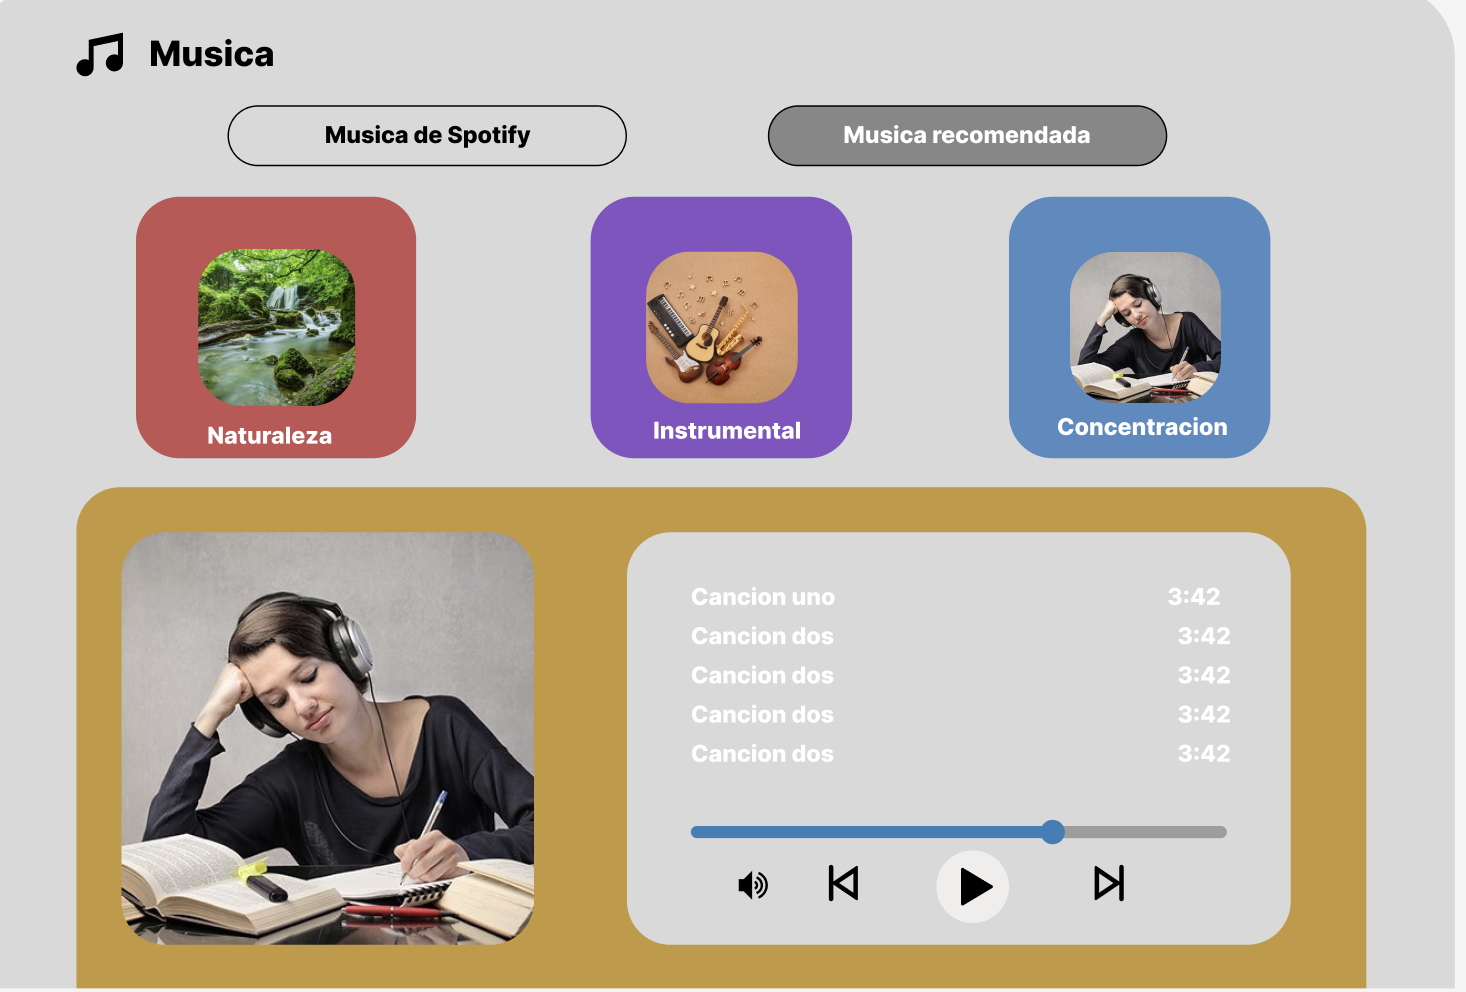 Musica
Musica de Spotify
Musica recomendada
Naturaleza
Instrumental
Concentracion
Cancion uno 3:42
Cancion dos 3:42
Cancion dos 3:42
Cancion dos 3:42
Cancion dos 3:42